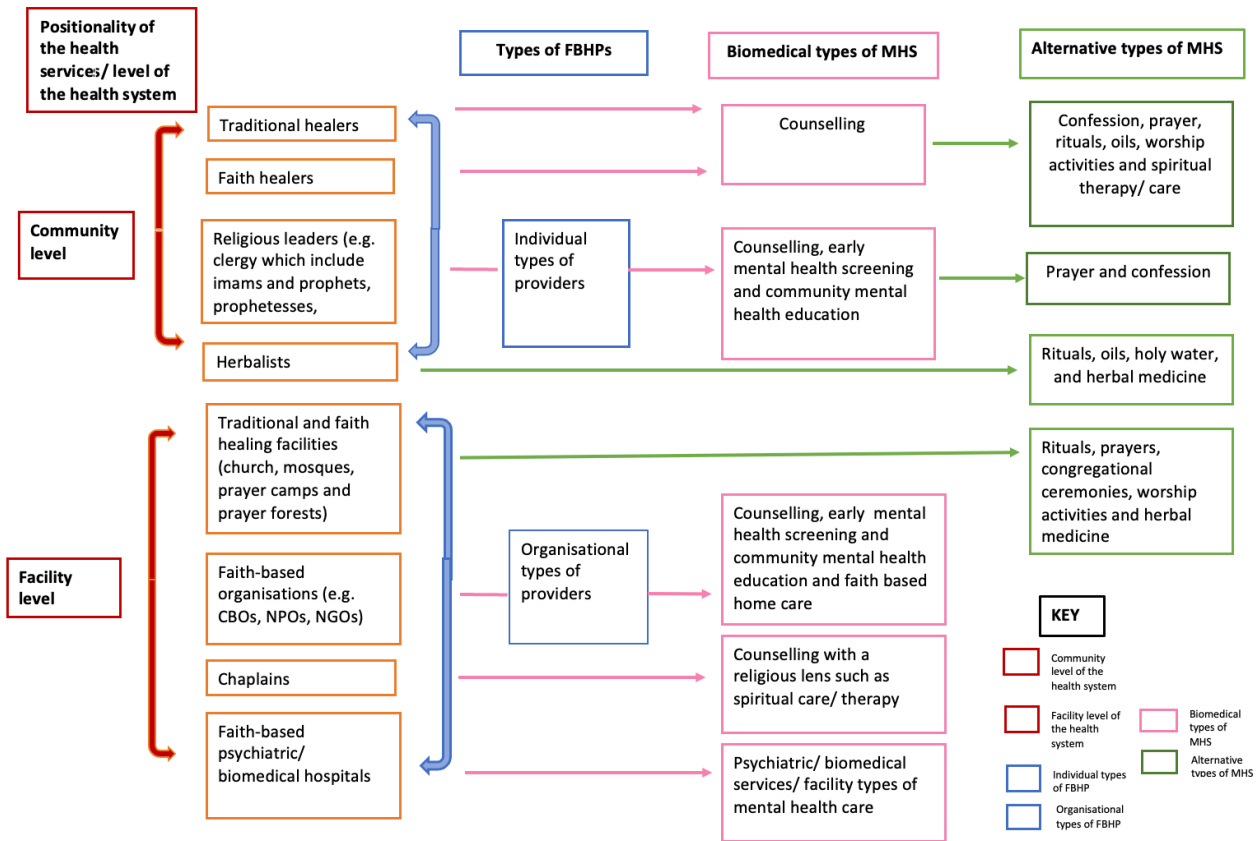 Positionality of
the health
services/ level of
the health system
Types of FBHPs
Biomedical types of MHS
Alternative types of MHS
Community
level
Traditional healers
Faith healers
Religious leaders (e.g.
clergy which include
imams and prophets,
prophetesses,
Herbalists
Individual
types of
providers
Counselling
Counselling, early
mental health screening
and community mental
health education
Confession, prayer,
rituals, oils, worship
activities and spiritual
therapy/ care
Prayer and confession
Rituals, oils, holy water,
and herbal medicine
Facility
level
Traditional and faith
healing facilities
(church, mosques,
prayer camps and
prayer forests)
Faith-based
organisations (e.g.
CBOs, NPOs, NGOs)
Chaplains
Faith-based
psychiatric/
biomedical hospitals
Organisational
types of
providers
Counselling, early mental
health screening and
community mental health
education and faith based
home care
Counselling with a
religious lens such as
spiritual care/ therapy
Psychiatric/ biomedical
services/ facility types of
mental health care
Rituals, prayers,
congregational
ceremonies, worship
activities and herbal
medicine
KEY
Community
level of the
health system
Facility level of
the health
system
Individual types
of FBHP
Organisational
types of FBHP
Biomedical
types of
MHS
Alternative
types of MHS